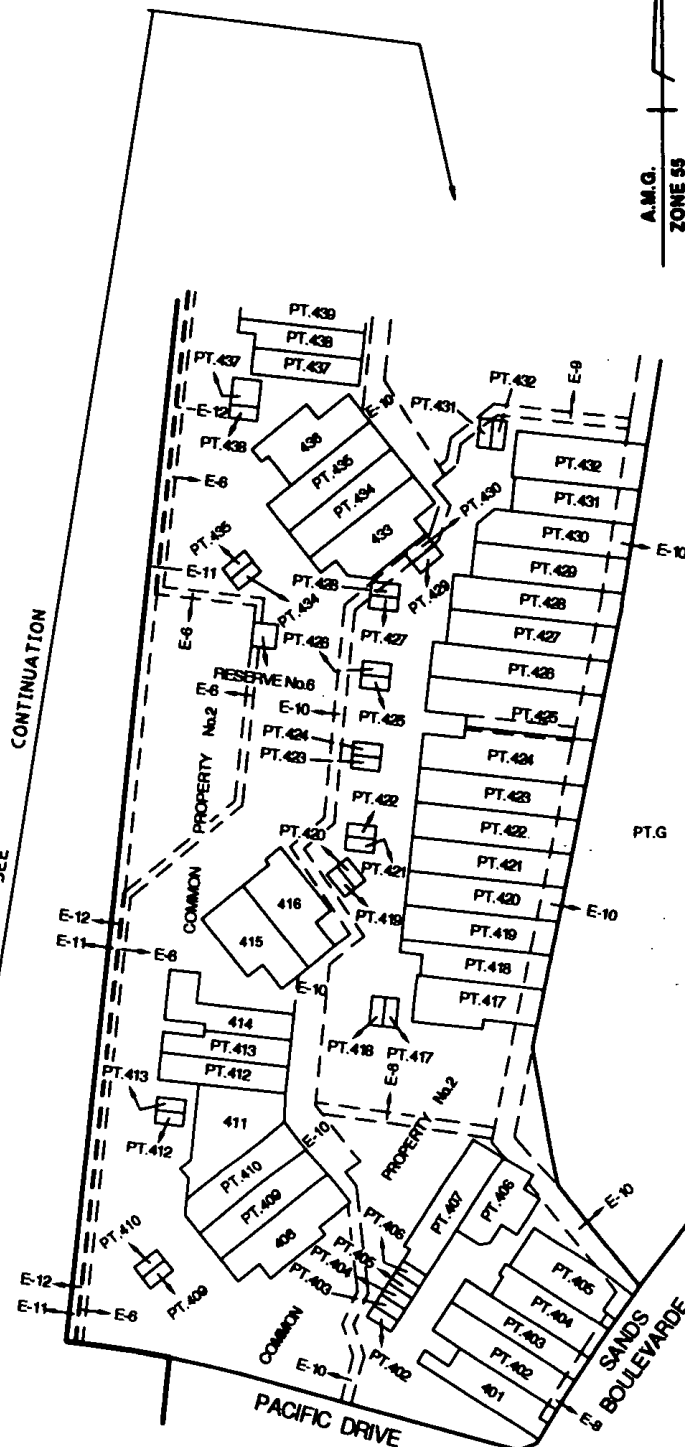 A.M.G.
ZONE 55
CONTINUATION
SEE
PT.439
PT.438
PT.437
PT.437
PT.438
E-12
E-6
E-10
PT.431
PT.432
E-9
436
PT.435
PT.434
433
PT.430
PT.429
PT.432
PT.431
PT.430
PT.429
PT.428
PT.427
PT.426
PT.425
E-10
PT.435
PT.434
E-11
E-6
PT.428
PT.427
PT.426
PT.425
RESERVE No.6
E-6
E-10
PT.424
PT.423
PROPERTY No.2
COMMON
PT.422
PT.421
PT.420
PT.419
PT.424
PT.423
PT.422
PT.421
PT.420
PT.419
PT.418
PT.417
PT.G
E-10
416
415
E-12
E-11
E-6
E-10
414
PT.413
PT.412
411
PT.413
PT.412
PT.418
PT.417
E-6
PROPERTY No.2
E-10
PT.410
PT.409
408
PT.410
PT.409
PT.407
PT.406
PT.406
PT.405
PT.404
PT.403
PT.402
E-10
PT.405
PT.404
PT.403
PT.402
401
E-12
E-11
E-6
COMMON
E-10
E-8
SANDS
BOULEVARDE
PACIFIC DRIVE